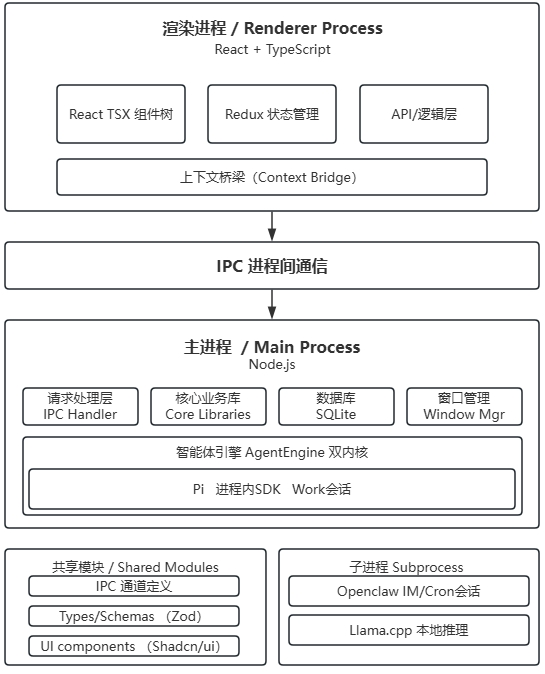 渲染进程 / Renderer Process
React + TypeScript
React TSX 组件树
Redux 状态管理
API/逻辑层
上下文桥梁（Context Bridge）
IPC 进程间通信
主进程 / Main Process
Node.js
请求处理层
IPC Handler
核心业务库
Core Libraries
数据库
SQLite
窗口管理
Window Mgr
智能体引擎 AgentEngine 双内核
Pi 进程内SDK Work会话
共享模块 / Shared Modules
IPC 通道定义
Types/Schemas （Zod）
UI components （Shadcn/ui）
子进程 Subprocess
Openclaw IM/Cron会话
Llama.cpp 本地推理